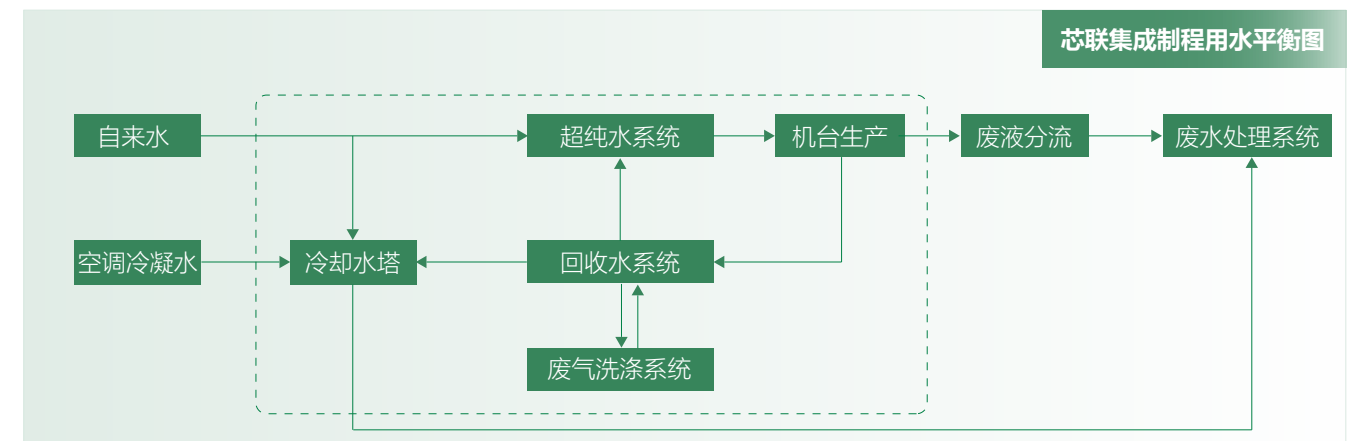 芯联集成制程用水平衡图
自来水
超纯水系统
机台生产
废液分流
废水处理系统
空调冷凝水
冷却水塔
回收水系统
废气洗涤系统